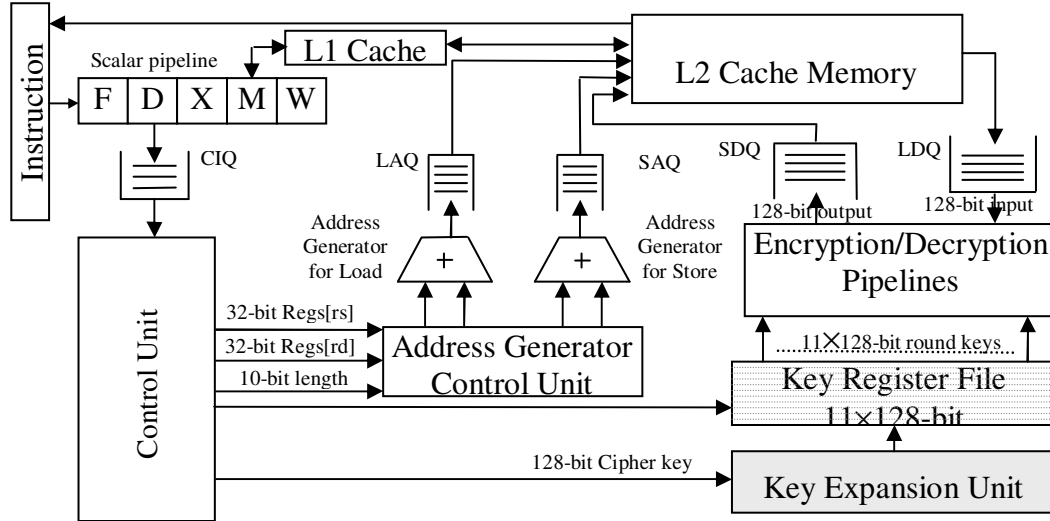 Instruction
Scalar pipeline
F D X M W
L1 Cache
L2 Cache Memory
CIQ
LAQ
SAQ
SDQ
LDQ
128-bit output
128-bit input
Address
Generator
for Load
+
+
Address
Generator
for Store
Encryption/Decryption
Pipelines
Control Unit
32-bit Regs[rs]
32-bit Regs[rd]
10-bit length
Address Generator
Control Unit
11×128-bit round keys
Key Register File
11×128-bit
128-bit Cipher key
Key Expansion Unit